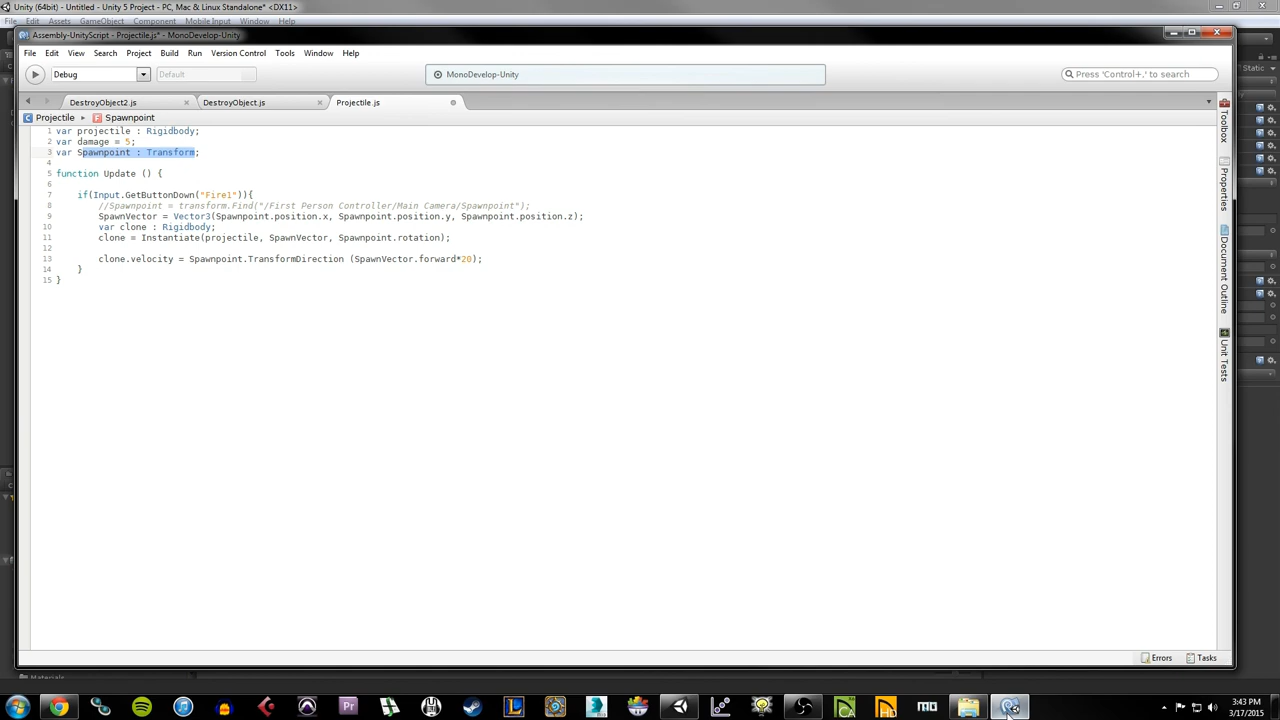 Unity (64bit) - Untitled - Unity 5 Project - PC, Mac & Linux Standalone* <DX11>
File Edit Assets GameObject Component Mobile Input Window Help
Assembly-UnityScript - Projectile.js* - MonoDevelop-Unity
File Edit View Search Project Build Run Version Control Tools Window Help
Debug Default MonoDevelop-Unity Press 'Control+,' to search
Static
DestroyObject2.js DestroyObject.js Projectile.js
Projectile Spawnpoint
1 var projectile : Rigidbody;
2 var damage = 5;
3 var Spawnpoint : Transform;
4
5 function Update () {
6
7 if(Input.GetButtonDown("Fire1")){
8 //Spawnpoint = transform.Find("/First Person Controller/Main Camera/Spawnpoint");
9 SpawnVector = Vector3(Spawnpoint.position.x, Spawnpoint.position.y, Spawnpoint.position.z);
10 var clone : Rigidbody;
11 clone = Instantiate(projectile, SpawnVector, Spawnpoint.rotation);
12
13 clone.velocity = Spawnpoint.TransformDirection (SpawnVector.forward*20);
14 }
15 }
Toolbox
Properties
Document Outline
Unit Tests
Errors Tasks
Materials
3:43 PM
3/17/2015